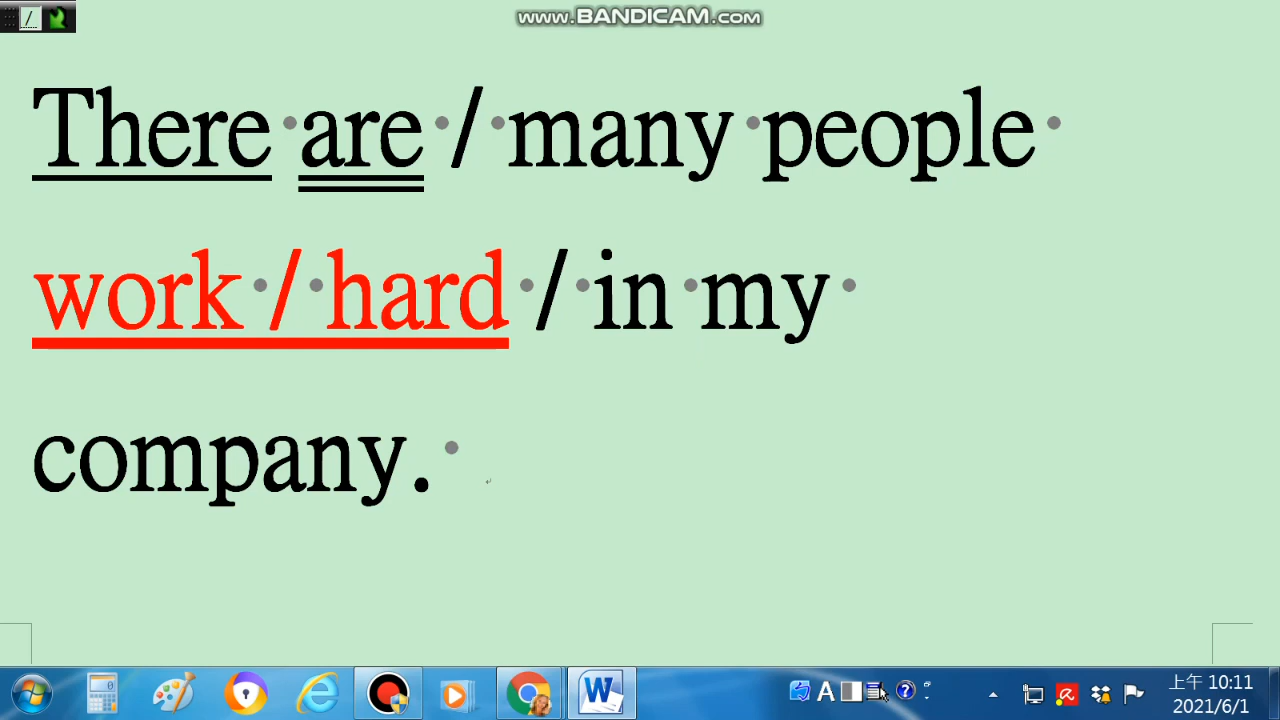 www.BANDICAM.com
There are / many people
work / hard / in my
company.
上午 10:11
2021/6/1